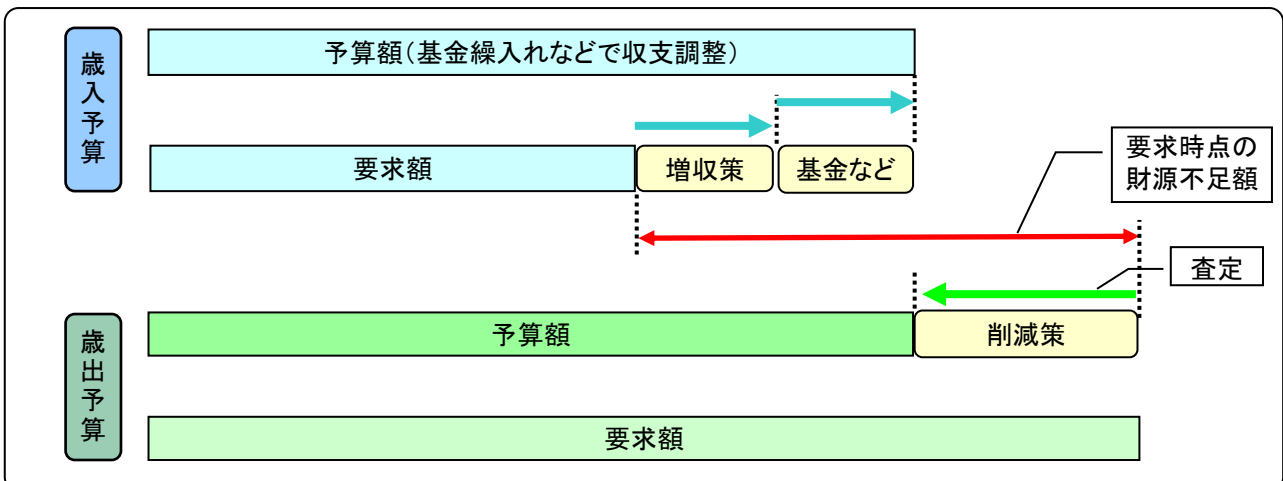 歳入予算
予算額（基金繰入れなどで収支調整）
要求額
増収策
基金など
要求時点の
財源不足額
査定
歳出予算
予算額
削減策
要求額